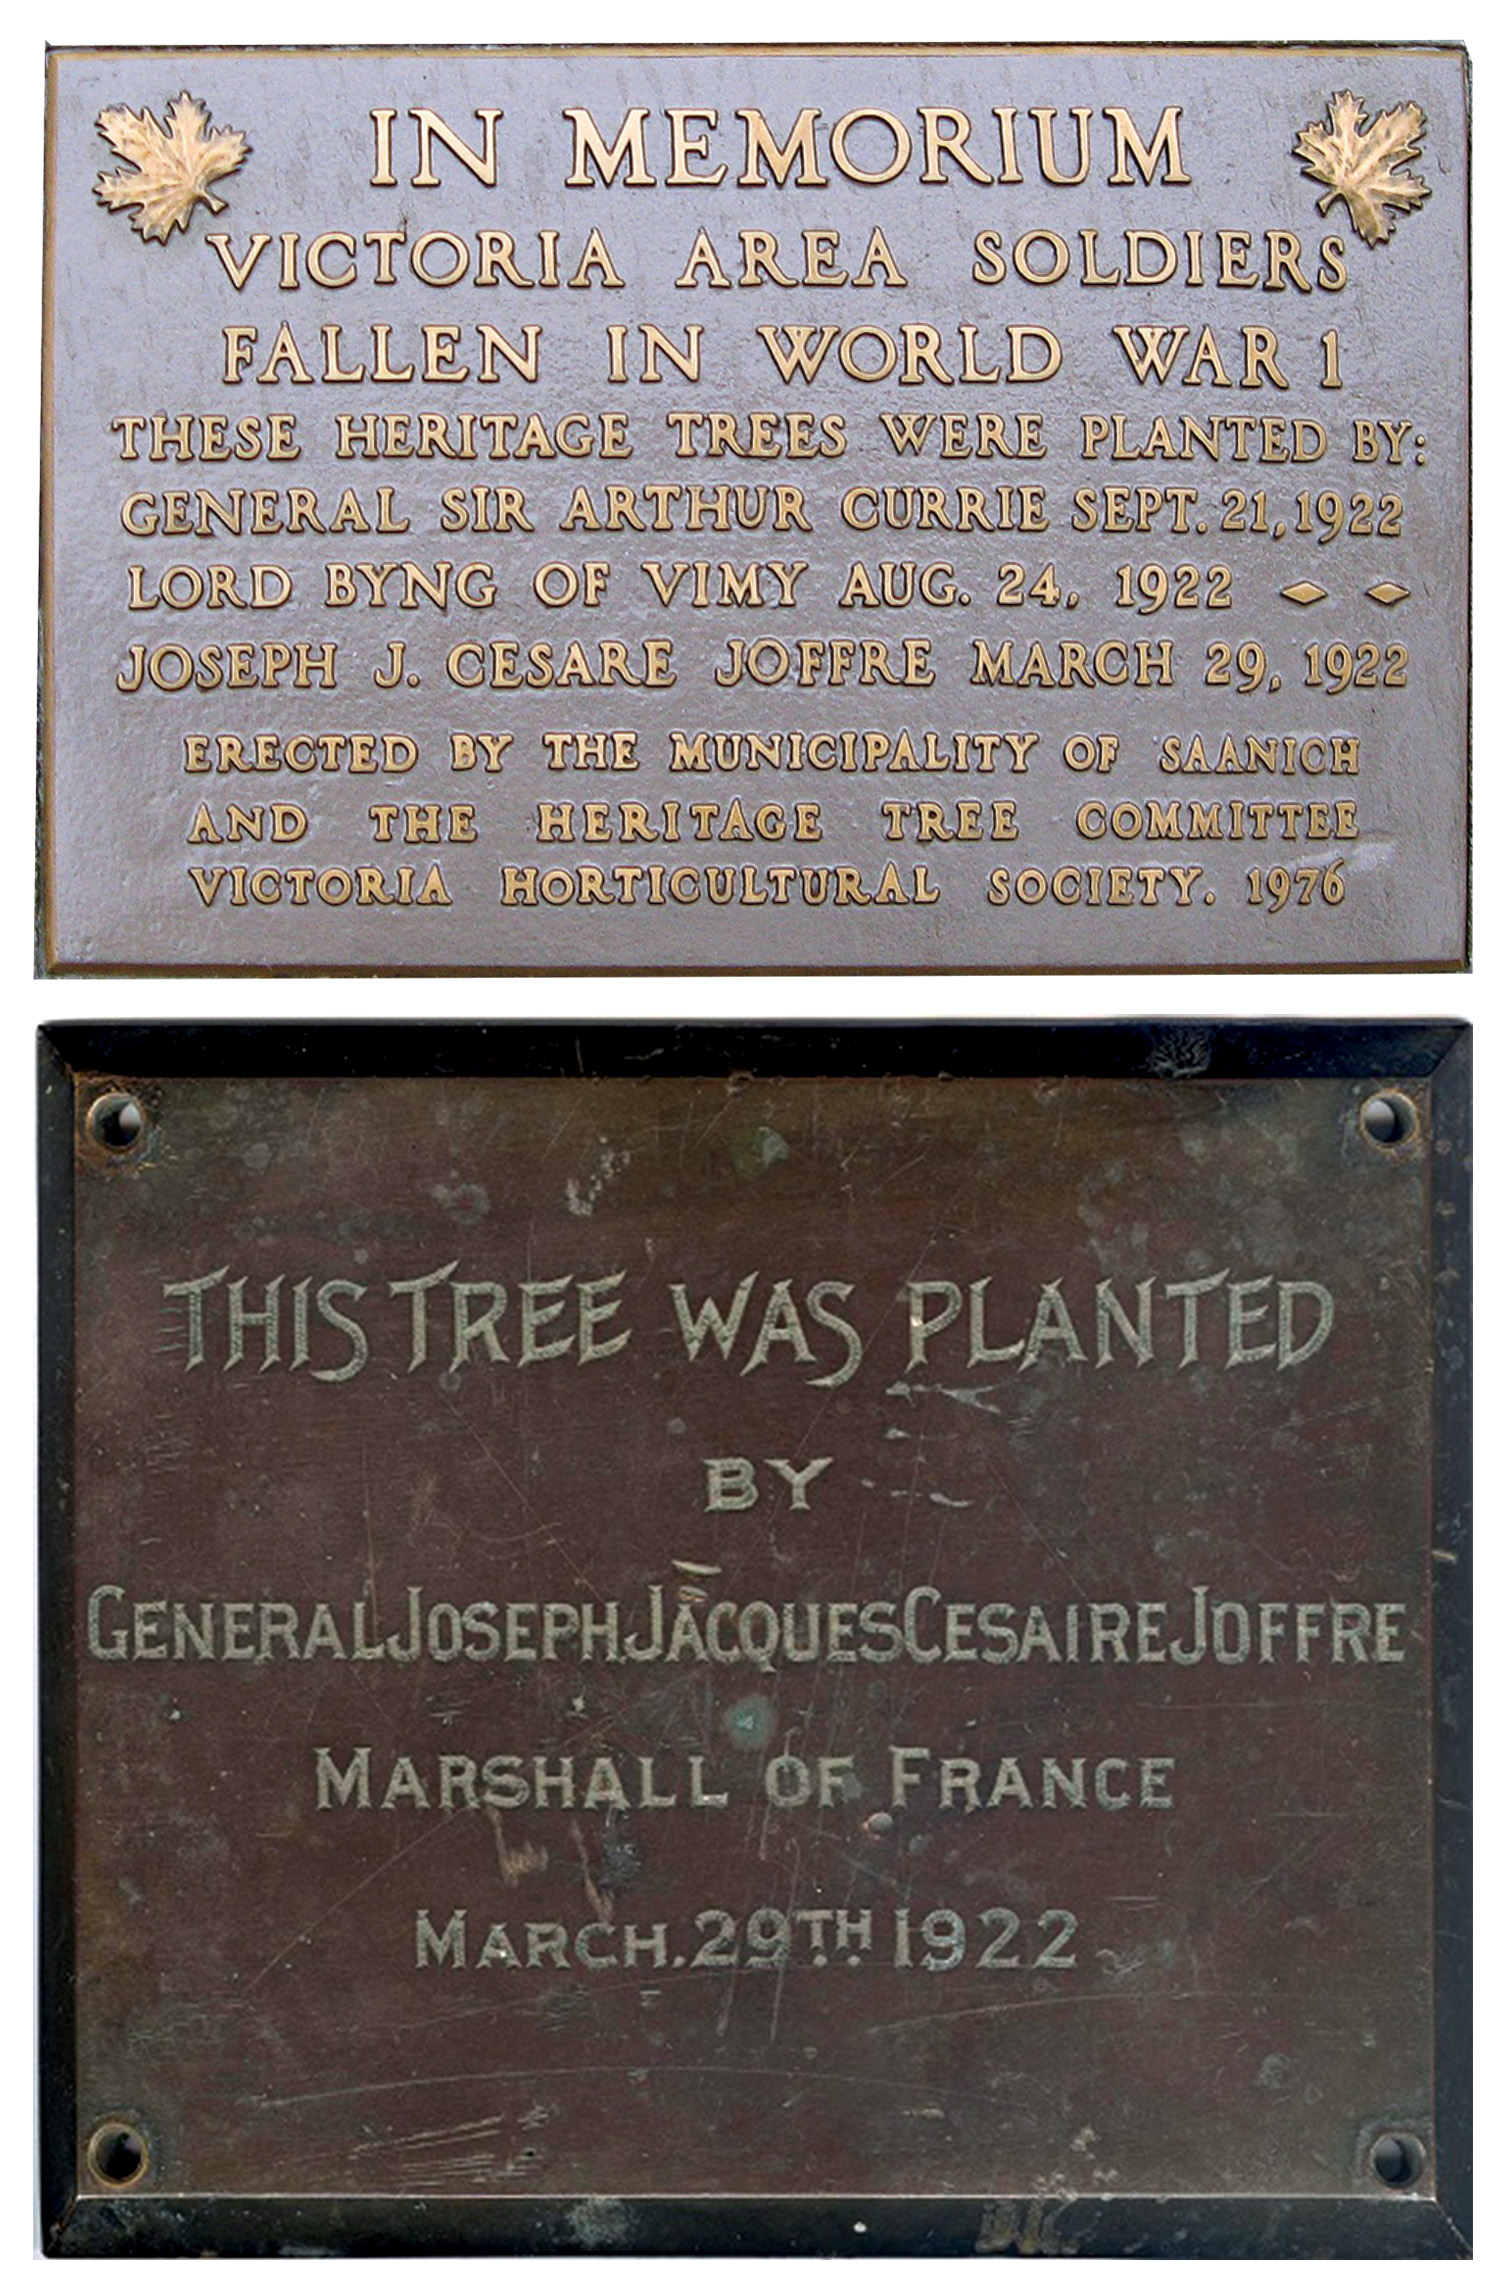 IN MEMORIUM
VICTORIA AREA SOLDIERS
FALLEN IN WORLD WAR 1
THESE HERITAGE TREES WERE PLANTED BY:
GENERAL SIR ARTHUR CURRIE SEPT. 21, 1922
LORD BYNG OF VIMY AUG. 24, 1922
JOSEPH J. CESARE JOFFRE MARCH 29, 1922
ERECTED BY THE MUNICIPALITY OF SAANICH
AND THE HERITAGE TREE COMMITTEE
VICTORIA HORTICULTURAL SOCIETY. 1976
THIS TREE WAS PLANTED
BY
GENERAL JOSEPH JACQUES CESAIRE JOFFRE
MARSHALL OF FRANCE
MARCH. 29TH 1922